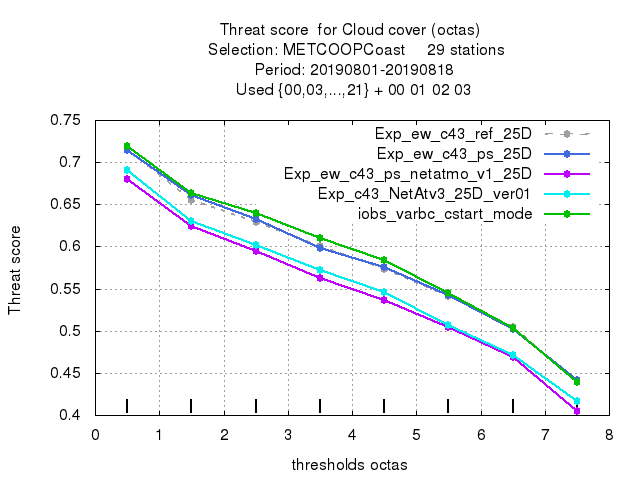 Threat score  for Cloud cover (octas)
Selection: METCOOPCoast     29 stations
Period: 20190801-20190818
Used {00,03,...,21} + 00 01 02 03
Exp_ew_c43_ref_25D
Exp_ew_c43_ps_25D
Exp_ew_c43_ps_netatmo_v1_25D
Exp_c43_NetAtv3_25D_ver01
iobs_varbc_cstart_mode
Threat score
0.75
0.7
0.65
0.6
0.55
0.5
0.45
0.4
0 1 2 3 4 5 6 7 8
thresholds octas